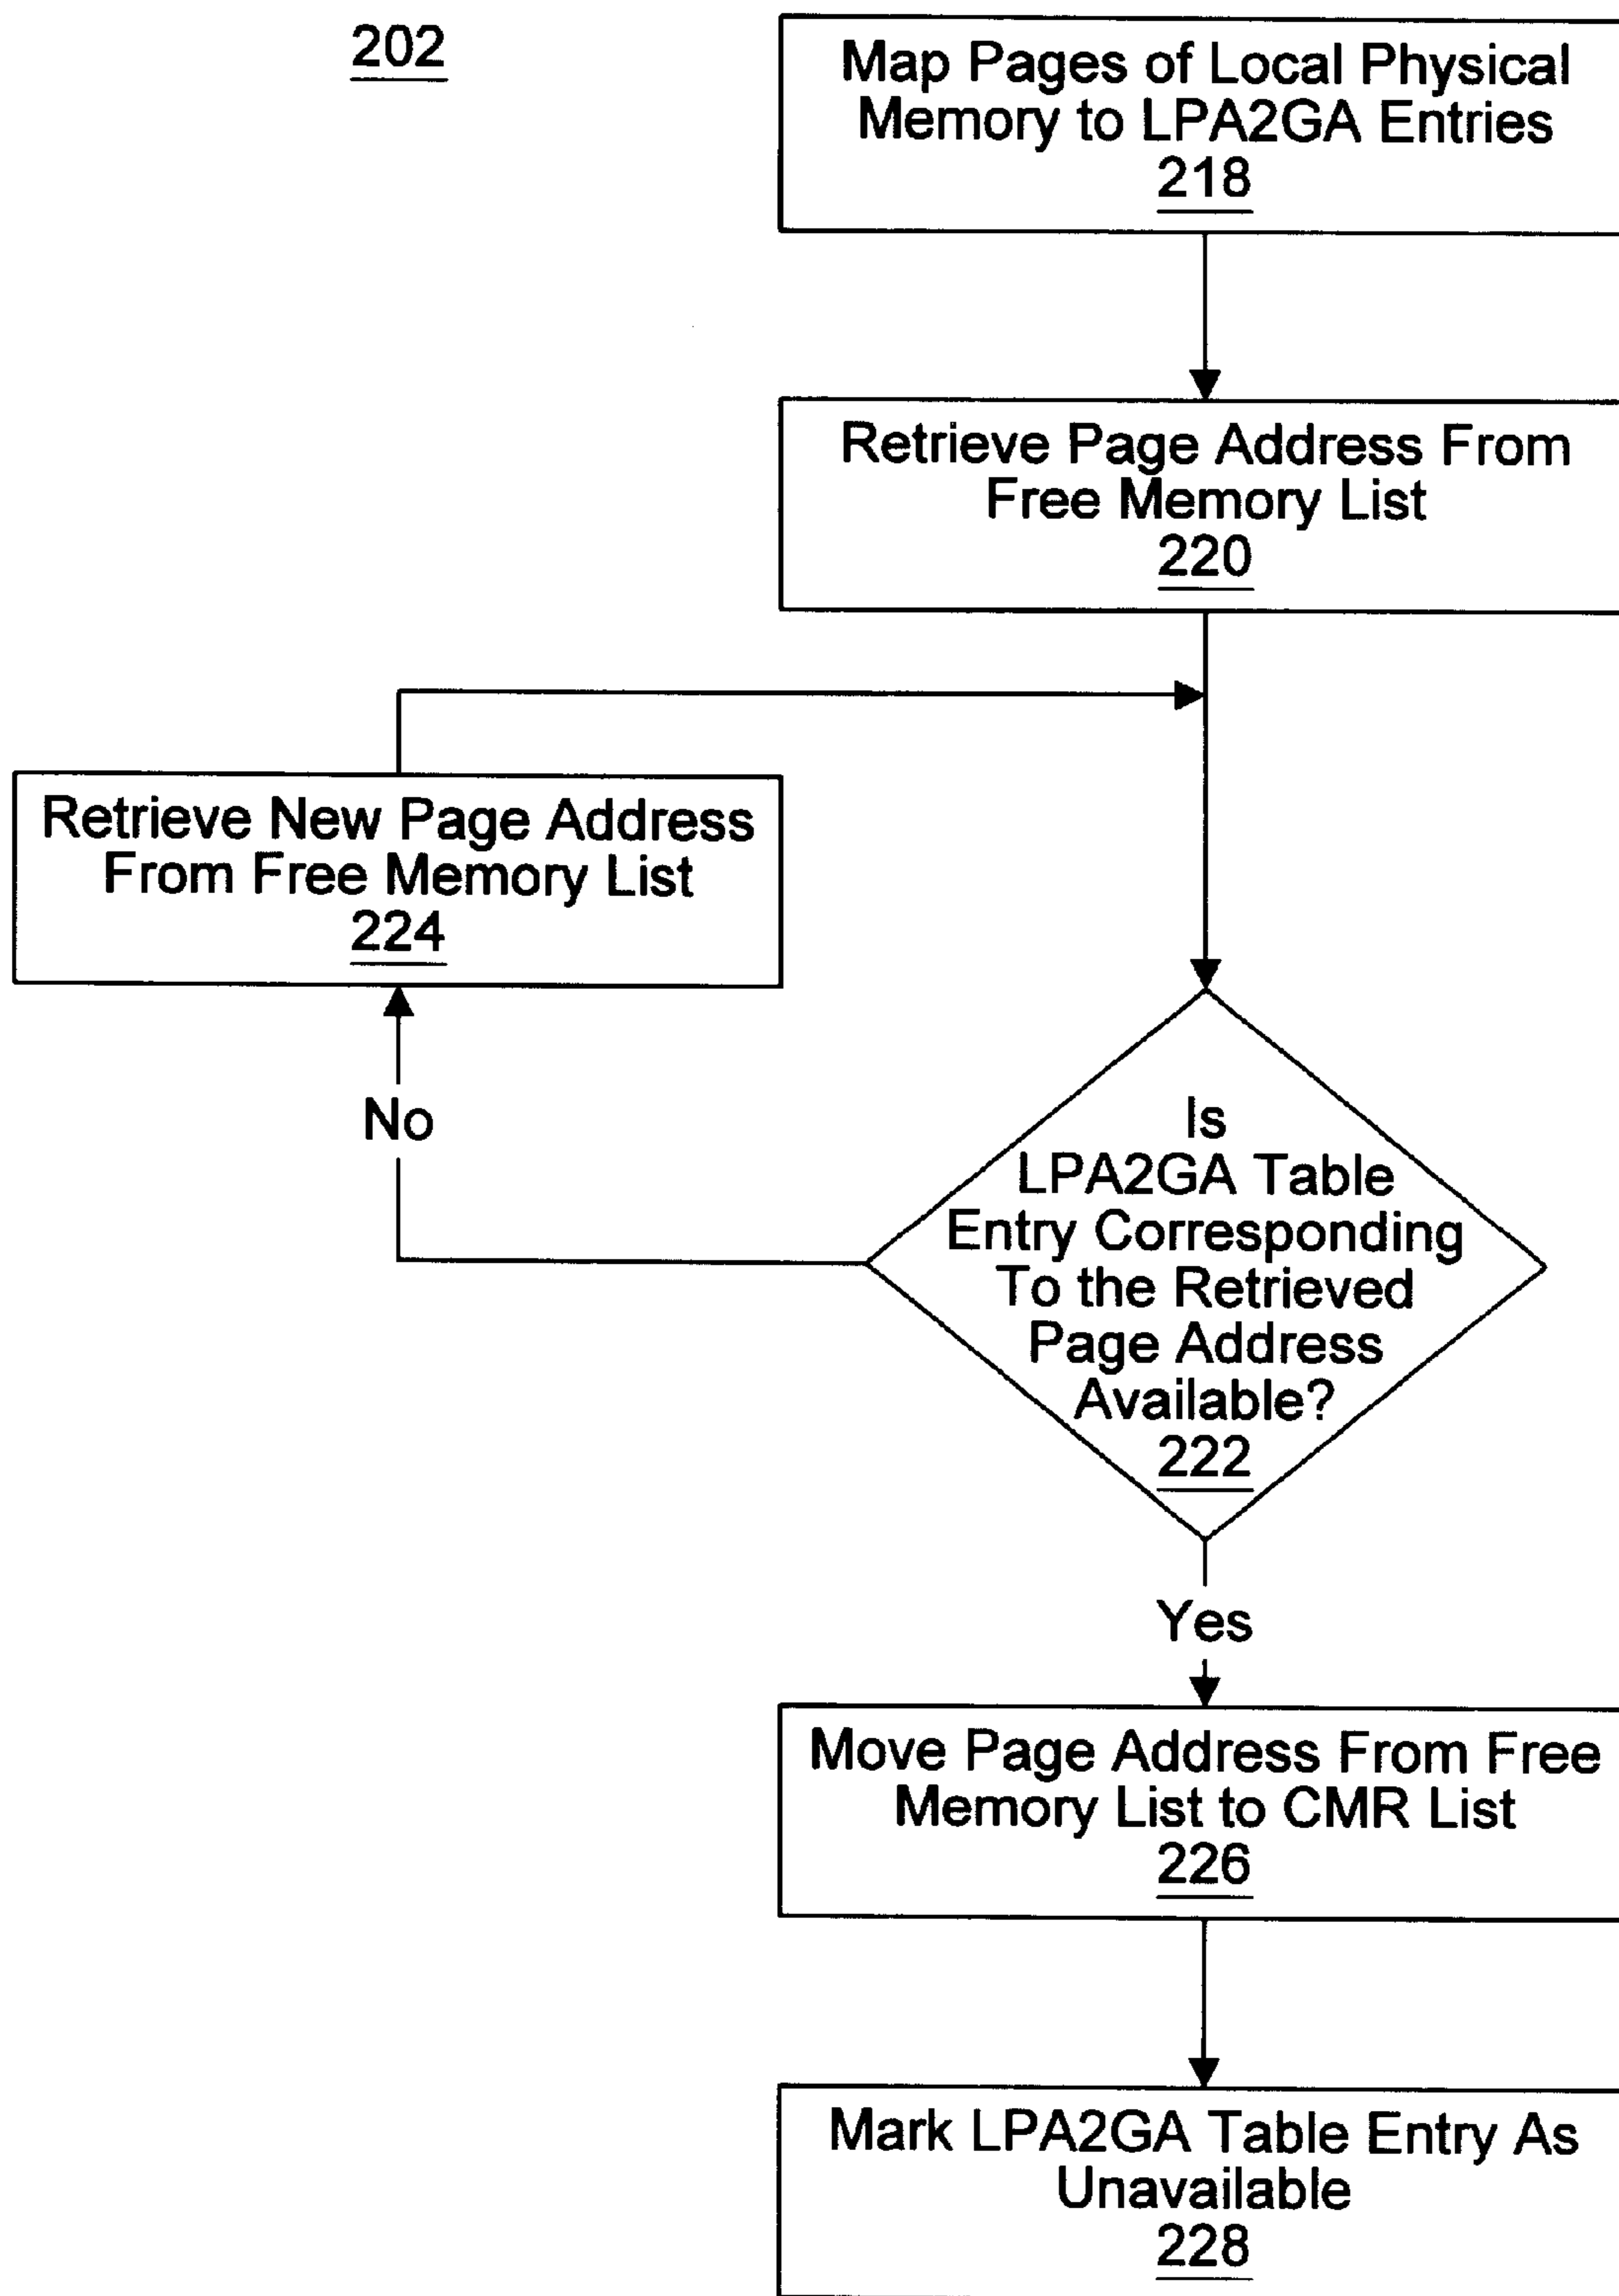 202
Map Pages of Local Physical
Memory to LPA2GA Entries
218
Retrieve Page Address From
Free Memory List
220
Retrieve New Page Address
From Free Memory List
224
No
Is
LPA2GA Table
Entry Corresponding
To the Retrieved
Page Address
Available?
222
Yes
Move Page Address From Free
Memory List to CMR List
226
Mark LPA2GA Table Entry As
Unavailable
228